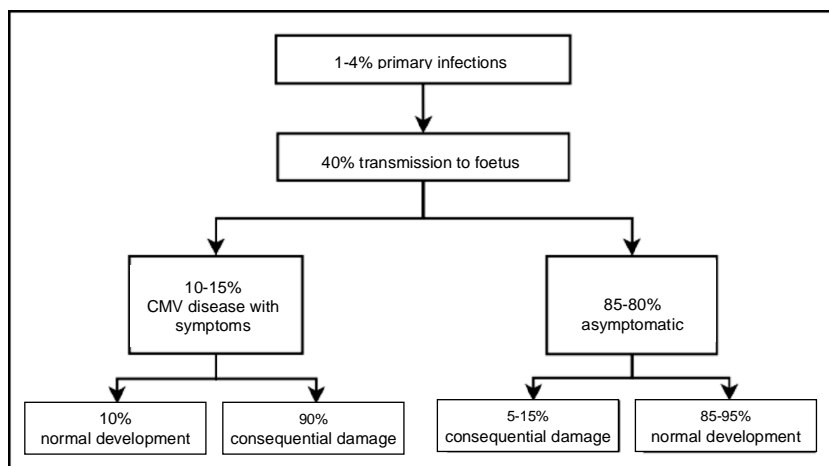 1-4% primary infections
40% transmission to foetus
10-15%
CMV disease with
symptoms
85-80%
asymptomatic
10%
normal development
90%
consequential damage
5-15%
consequential damage
85-95%
normal development